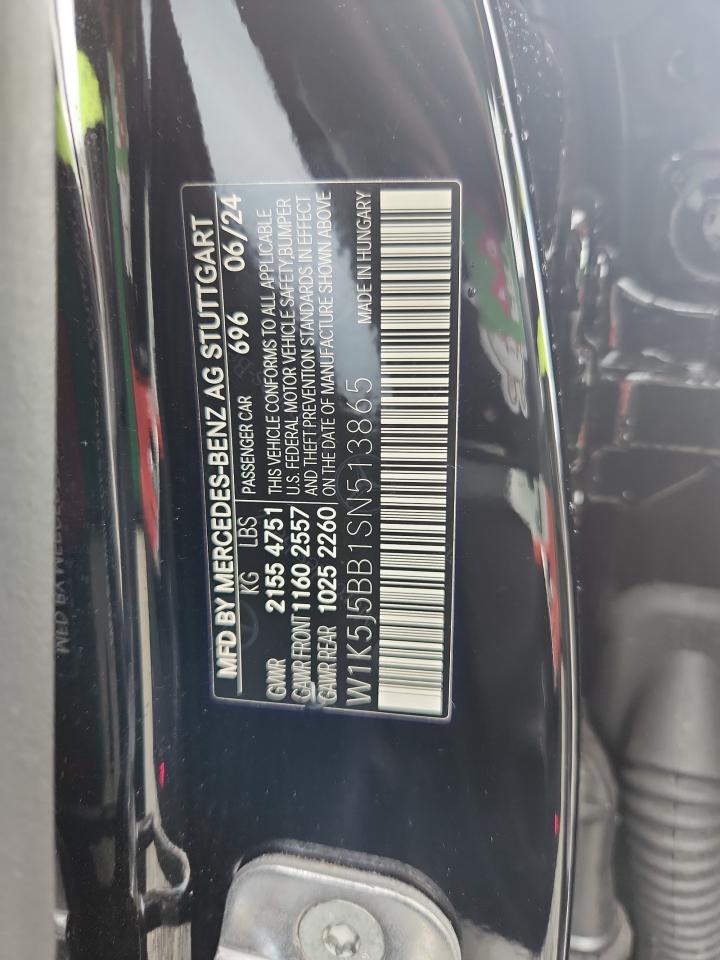 MFD BY MERCEDES-BENZ AG STUTTGART
KG LBS PASSENGER CAR 696 06/24
GVWR 2155 4751 THIS VEHICLE CONFORMS TO ALL APPLICABLE
GAWR FRONT 1160 2557 U.S. FEDERAL MOTOR VEHICLE SAFETY, BUMPER
AND THEFT PREVENTION STANDARDS IN EFFECT
GAWR REAR 1025 2260 ON THE DATE OF MANUFACTURE SHOWN ABOVE
W1K5J5BB1SN513865 MADE IN HUNGARY